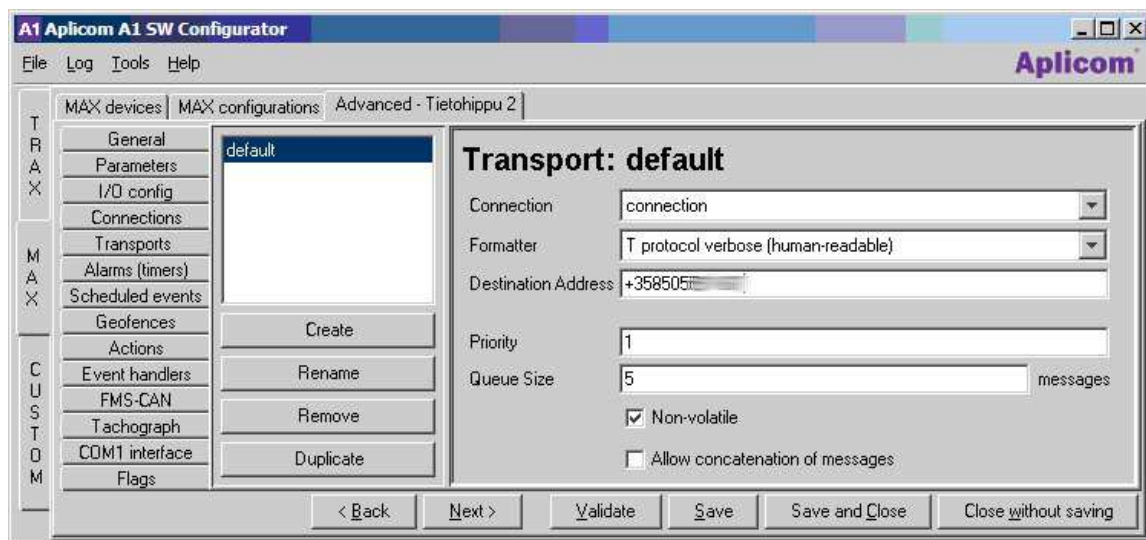 A1 Aplicom A1 SW Configurator
File Log Tools Help
Aplicom
TRAX
MAX
CUSTOM
MAX devices
MAX configurations
Advanced - Tietohippu 2
General
Parameters
I/O config
Connections
Transports
Alarms (timers)
Scheduled events
Geofences
Actions
Event handlers
FMS-CAN
Tachograph
COM1 interface
Flags
default
Create
Rename
Remove
Duplicate
Transport: default
Connection connection
Formatter T protocol verbose (human-readable)
Destination Address +358505
Priority 1
Queue Size 5 messages
Non-volatile
Allow concatenation of messages
< Back Next > Validate Save Save and Close Close without saving